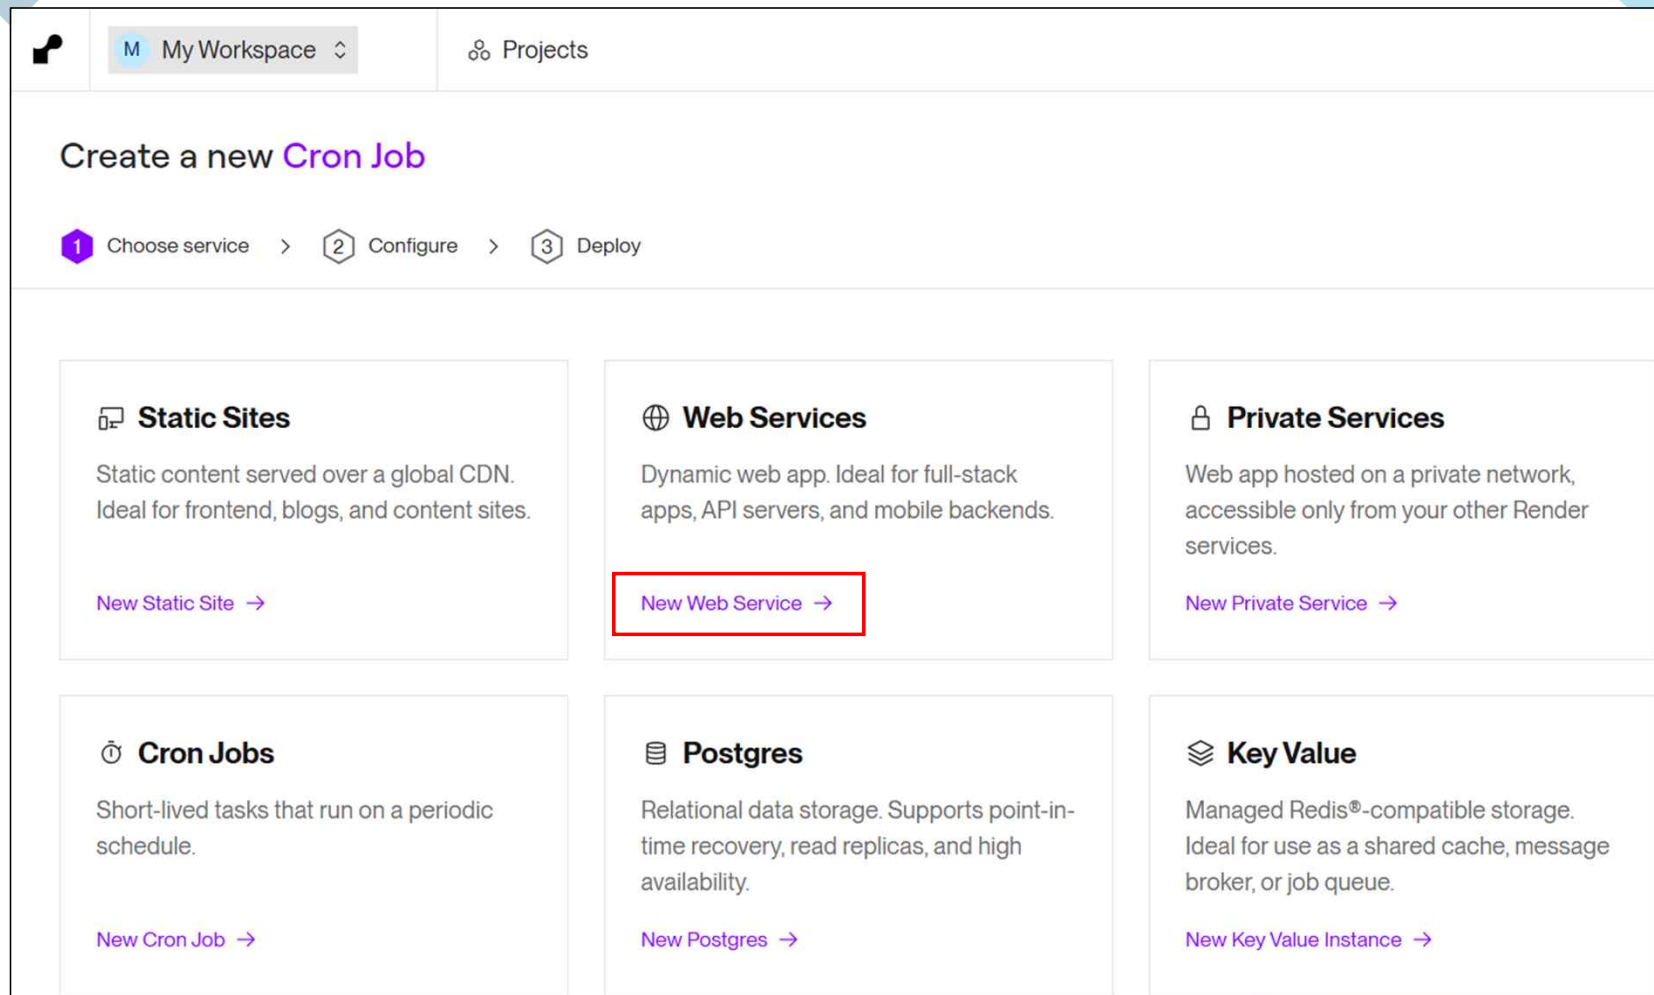 M My Workspace Projects
Create a new Cron Job
1 Choose service > 2 Configure > 3 Deploy
Static Sites
Static content served over a global CDN.
Ideal for frontend, blogs, and content sites.
New Static Site →
Web Services
Dynamic web app. Ideal for full-stack
apps, API servers, and mobile backends.
New Web Service →
Private Services
Web app hosted on a private network,
accessible only from your other Render
services.
New Private Service →
Cron Jobs
Short-lived tasks that run on a periodic
schedule.
New Cron Job →
Postgres
Relational data storage. Supports point-in-
time recovery, read replicas, and high
availability.
New Postgres →
Key Value
Managed Redis®-compatible storage.
Ideal for use as a shared cache, message
broker, or job queue.
New Key Value Instance →